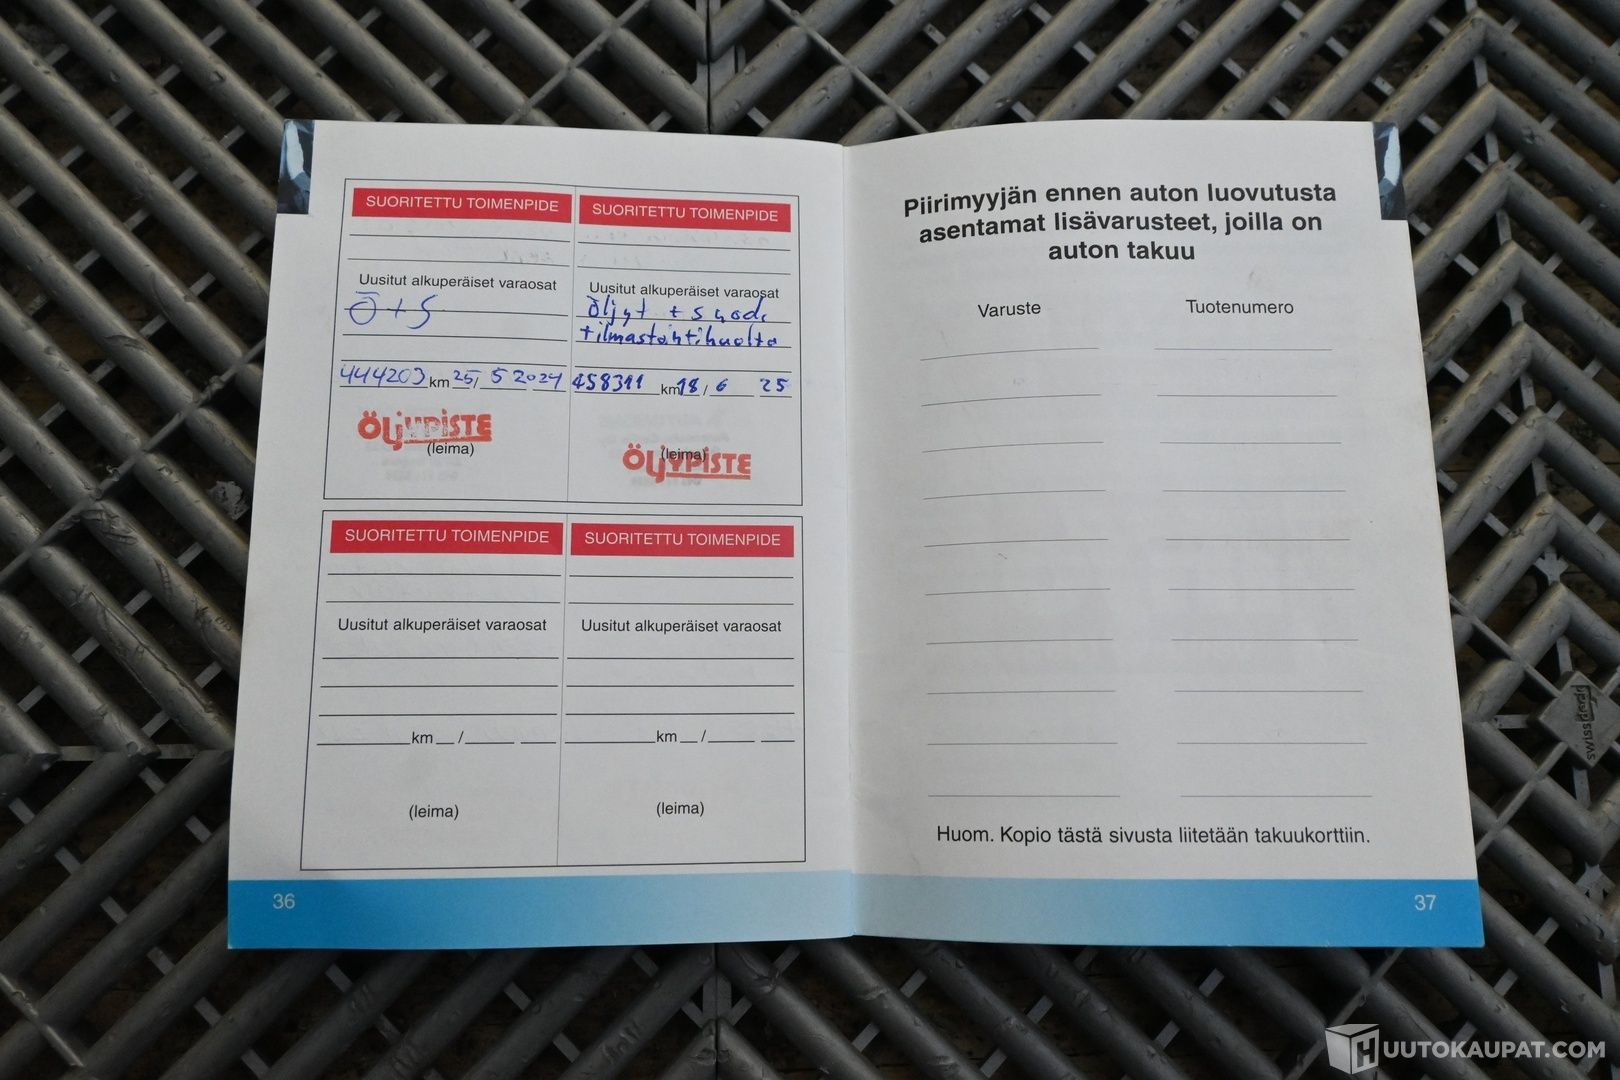 SUORITETTU TOIMENPIDE
Uusitut alkuperäiset varaosat
Ö + S
444203 km 25 / 5 2024
ÖLJYPISTE
(leima)
SUORITETTU TOIMENPIDE
Uusitut alkuperäiset varaosat
Öljyt + suod.
+ilmastointihuolto
458311 km 18 / 6 25
(leima)
ÖLJYPISTE
SUORITETTU TOIMENPIDE
Uusitut alkuperäiset varaosat
km /
(leima)
SUORITETTU TOIMENPIDE
Uusitut alkuperäiset varaosat
km /
(leima)
36
Piirimyyjän ennen auton luovutusta
asentamat lisävarusteet, joilla on
auton takuu
Varuste Tuotenumero
Huom. Kopio tästä sivusta liitetään takuukorttiin.
37
swissdeck
HUUTOKAUPAT.COM